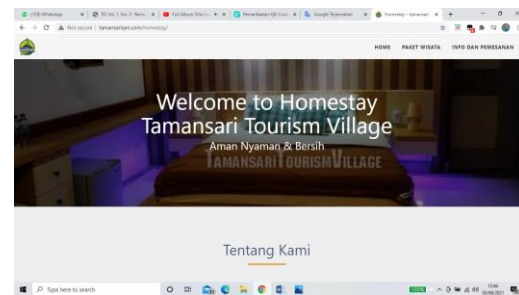 WhatsApp
Not secure | tamansarijen.com/homestay/
HOME PAKET WISATA INFO DAN PEMESANAN
Welcome to Homestay
Tamansari Tourism Village
Aman Nyaman & Bersih
TAMANSARI TOURISM VILLAGE
Tentang Kami
Type here to search